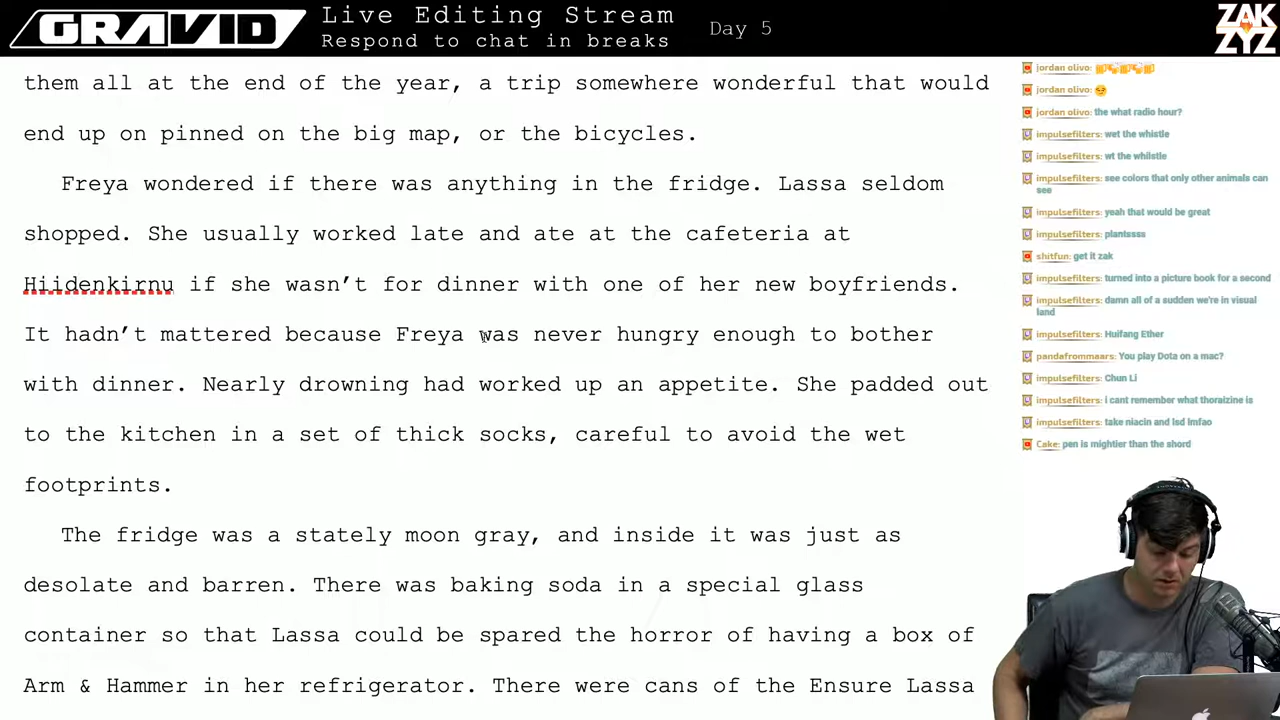 GRAVID
Live Editing Stream
Respond to chat in breaks
Day 5
ZAK
ZYZ
them all at the end of the year, a trip somewhere wonderful that would
end up on pinned on the big map, or the bicycles.
Freya wondered if there was anything in the fridge. Lassa seldom
shopped. She usually worked late and ate at the cafeteria at
Hiidenkirnu if she wasn't for dinner with one of her new boyfriends.
It hadn't mattered because Freya was never hungry enough to bother
with dinner. Nearly drowning had worked up an appetite. She padded out
to the kitchen in a set of thick socks, careful to avoid the wet
footprints.
The fridge was a stately moon gray, and inside it was just as
desolate and barren. There was baking soda in a special glass
container so that Lassa could be spared the horror of having a box of
Arm & Hammer in her refrigerator. There were cans of the Ensure Lassa
jordan olivo:
jordan olivo:
jordan olivo: the what radio hour?
impulsefilters: wet the whistle
impulsefilters: wt the whilstle
impulsefilters: see colors that only other animals can
see
impulsefilters: yeah that would be great
impulsefilters: plantssss
shitfun: get it zak
impulsefilters: turned into a picture book for a second
impulsefilters: damn all of a sudden we're in visual
land
impulsefilters: Huifang Ether
pandafrommaars: You play Dota on a mac?
impulsefilters: Chun Li
impulsefilters: i cant remember what thoraizine is
impulsefilters: take niacin and lsd lmfao
Cake: pen is mightier than the shord